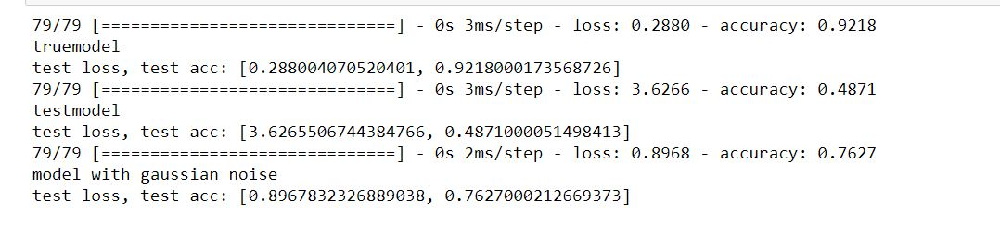 79/79 [==============================] - 0s 3ms/step - loss: 0.2880 - accuracy: 0.9218
truemodel
test loss, test acc: [0.288004070520401, 0.9218000173568726]
79/79 [==============================] - 0s 3ms/step - loss: 3.6266 - accuracy: 0.4871
testmodel
test loss, test acc: [3.6265506744384766, 0.4871000051498413]
79/79 [==============================] - 0s 2ms/step - loss: 0.8968 - accuracy: 0.7627
model with gaussian noise
test loss, test acc: [0.8967832326889038, 0.7627000212669373]